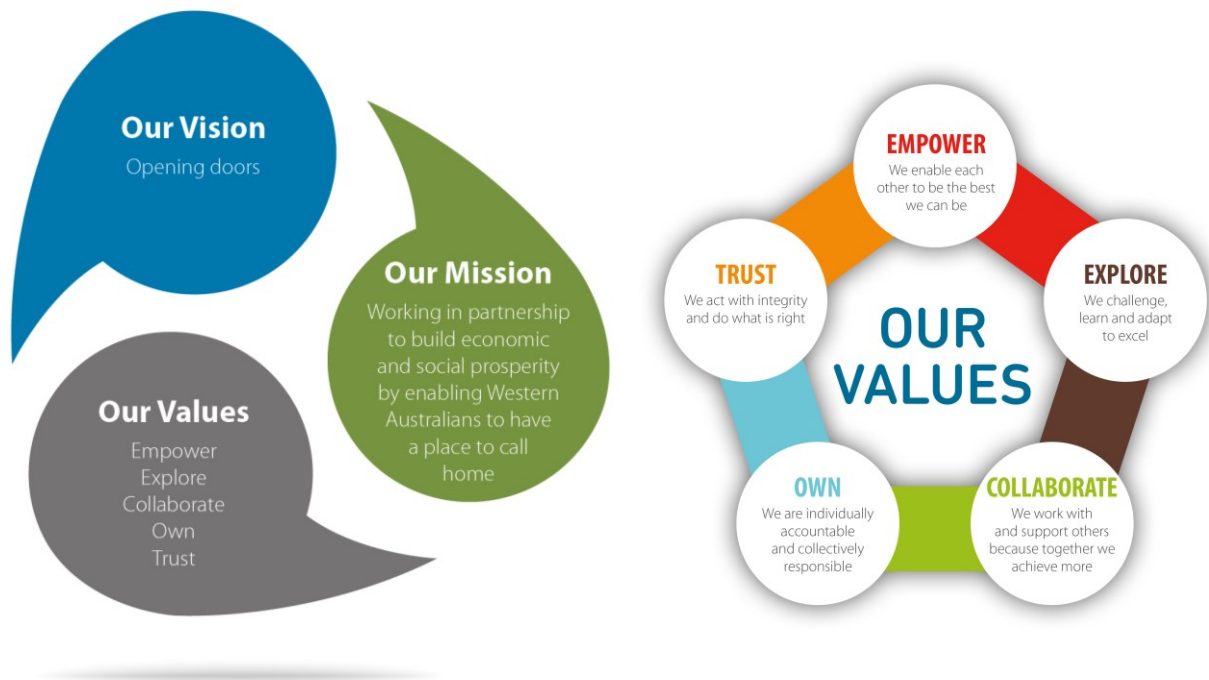 Our Vision
Opening doors
Our Mission
Working in partnership
to build economic
and social prosperity
by enabling Western
Australians to have
a place to call
home
Our Values
Empower
Explore
Collaborate
Own
Trust
OUR
VALUES
EMPOWER
We enable each
other to be the best
we can be
EXPLORE
We challenge,
learn and adapt
to excel
COLLABORATE
We work with
and support others
because together we
achieve more
OWN
We are individually
accountable
and collectively
responsible
TRUST
We act with integrity
and do what is right